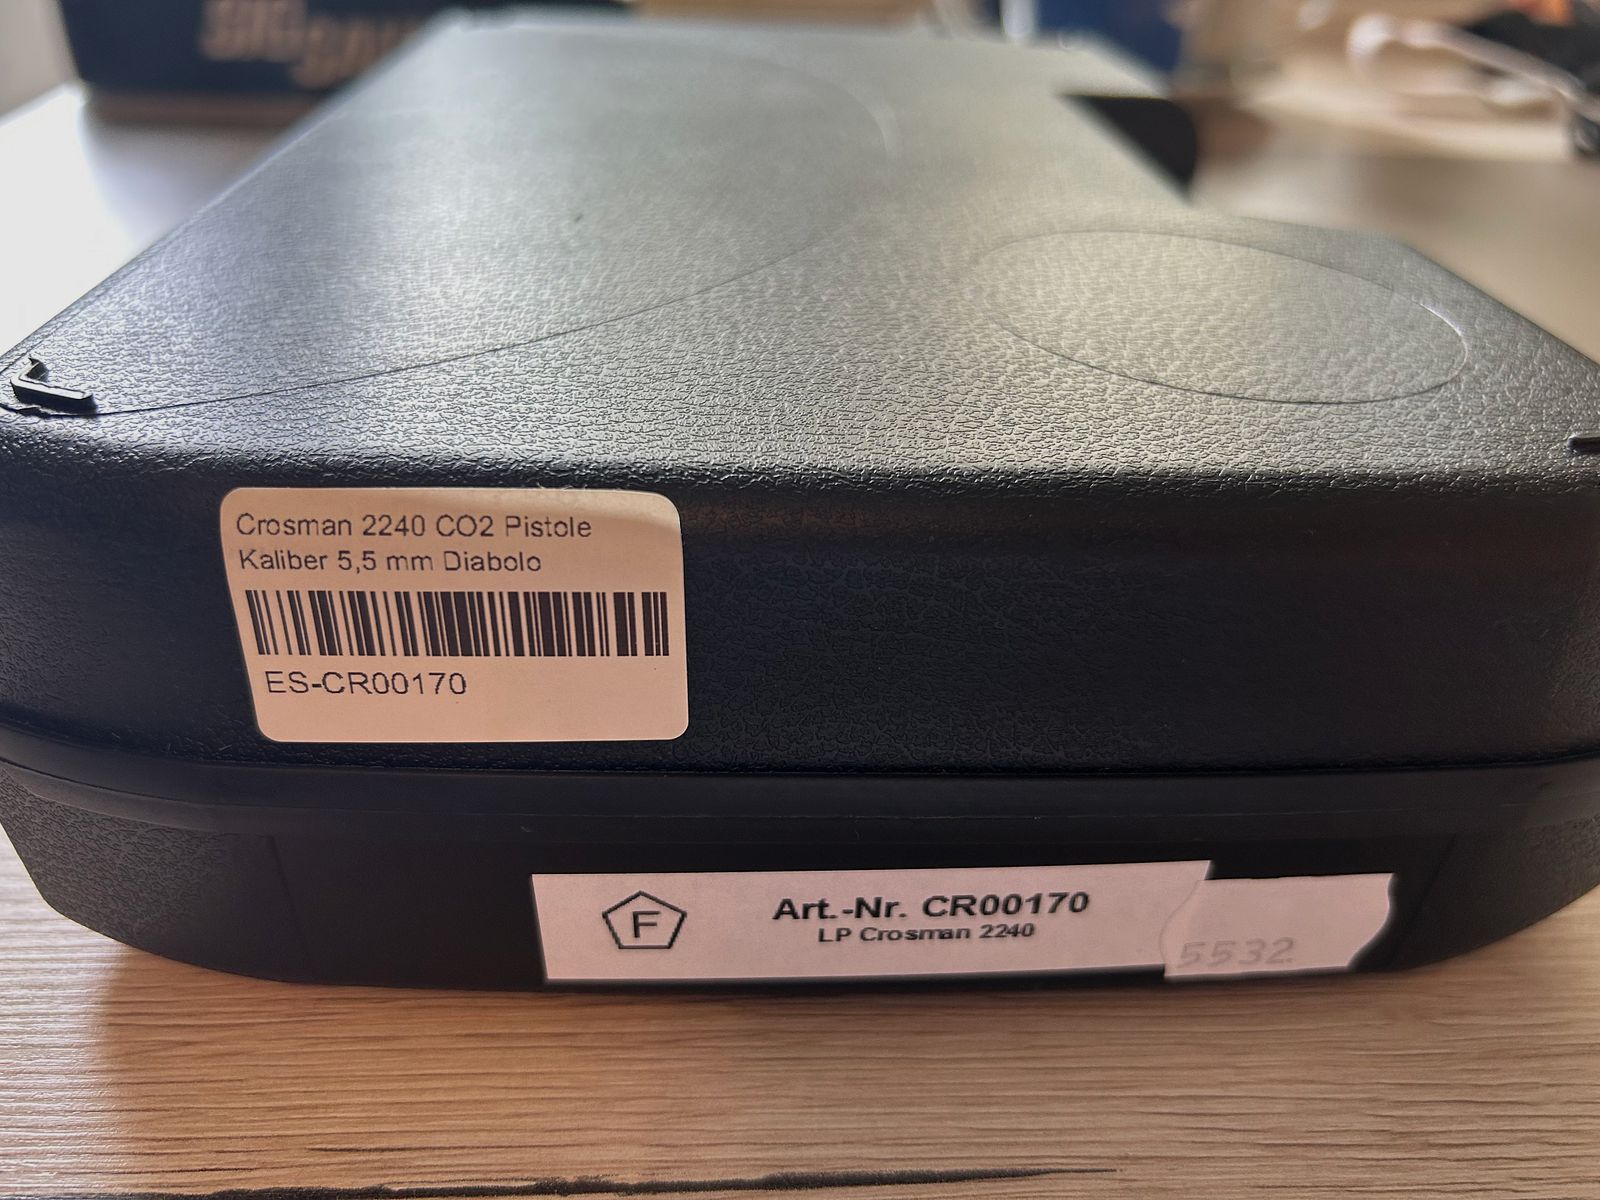 Crosman 2240 CO2 Pistole
Kaliber 5,5 mm Diabolo
ES-CR00170
F
Art.-Nr. CR00170
LP Crosman 2240
5532